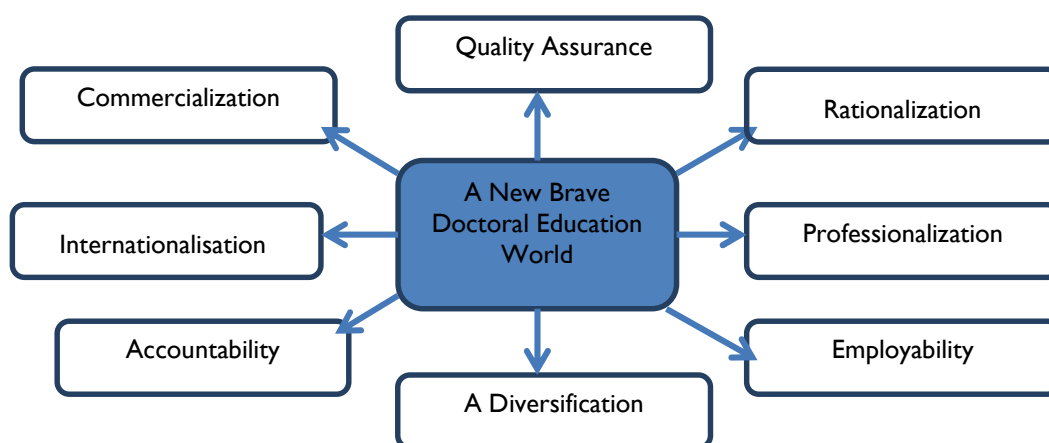 Quality Assurance
Commercialization
Rationalization
A New Brave
Doctoral Education
World
Internationalisation
Professionalization
Accountability
Employability
A Diversification